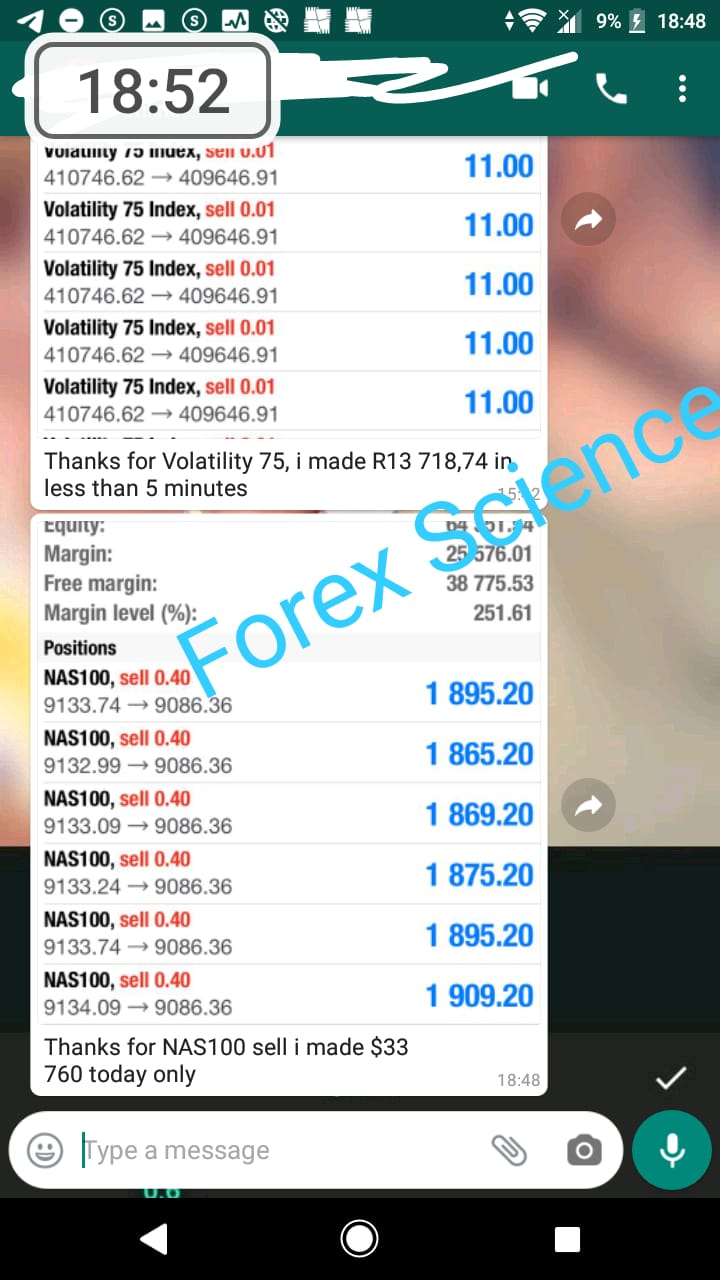 9% 18:48
18:52
Volatility 75 Index, sell 0.01
410746.62 → 409646.91 11.00
Volatility 75 Index, sell 0.01
410746.62 → 409646.91 11.00
Volatility 75 Index, sell 0.01
410746.62 → 409646.91 11.00
Volatility 75 Index, sell 0.01
410746.62 → 409646.91 11.00
Volatility 75 Index, sell 0.01
410746.62 → 409646.91 11.00
Thanks for Volatility 75, i made R13 718,74 in
less than 5 minutes
Forex Science
Equity:
Margin: 25 576.01
Free margin: 38 775.53
Margin level (%): 251.61
Positions
NAS100, sell 0.40
9133.74 → 9086.36 1 895.20
NAS100, sell 0.40
9132.99 → 9086.36 1 865.20
NAS100, sell 0.40
9133.09 → 9086.36 1 869.20
NAS100, sell 0.40
9133.24 → 9086.36 1 875.20
NAS100, sell 0.40
9133.74 → 9086.36 1 895.20
NAS100, sell 0.40
9134.09 → 9086.36 1 909.20
Thanks for NAS100 sell i made $33
760 today only
18:48
Type a message
0.6